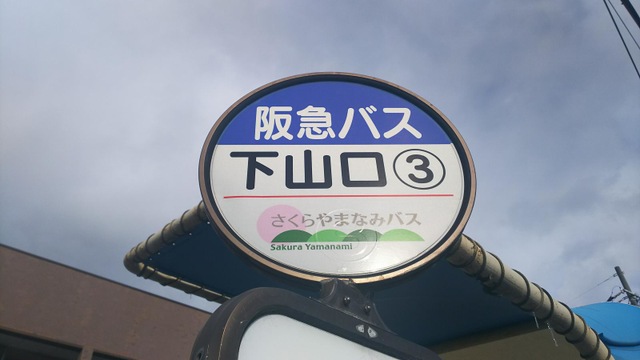 阪急バス
下山口③
さくらやまなみバス
Sakura Yamanami